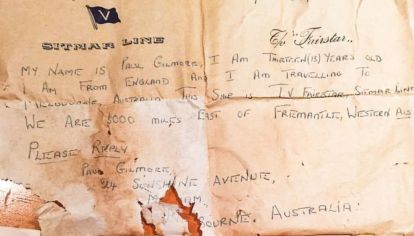 V
SITMAR LINE
T/V "Fairstar"..
MY NAME IS PAUL GILMORE, I AM THIRTEEN (13) YEARS OLD
I AM FROM ENGLAND AND I AM TRAVELLING TO
MELBOURNE, AUSTRALIA THIS SHIP IS TV FAIRSTAR, SITMAR LINE
WE ARE 1000 MILES EAST OF FREMANTLE, WESTERN AUS.
PLEASE REPLY
PAUL GILMORE,
SUNSHINE AVENUE,
AUSTRALIA.